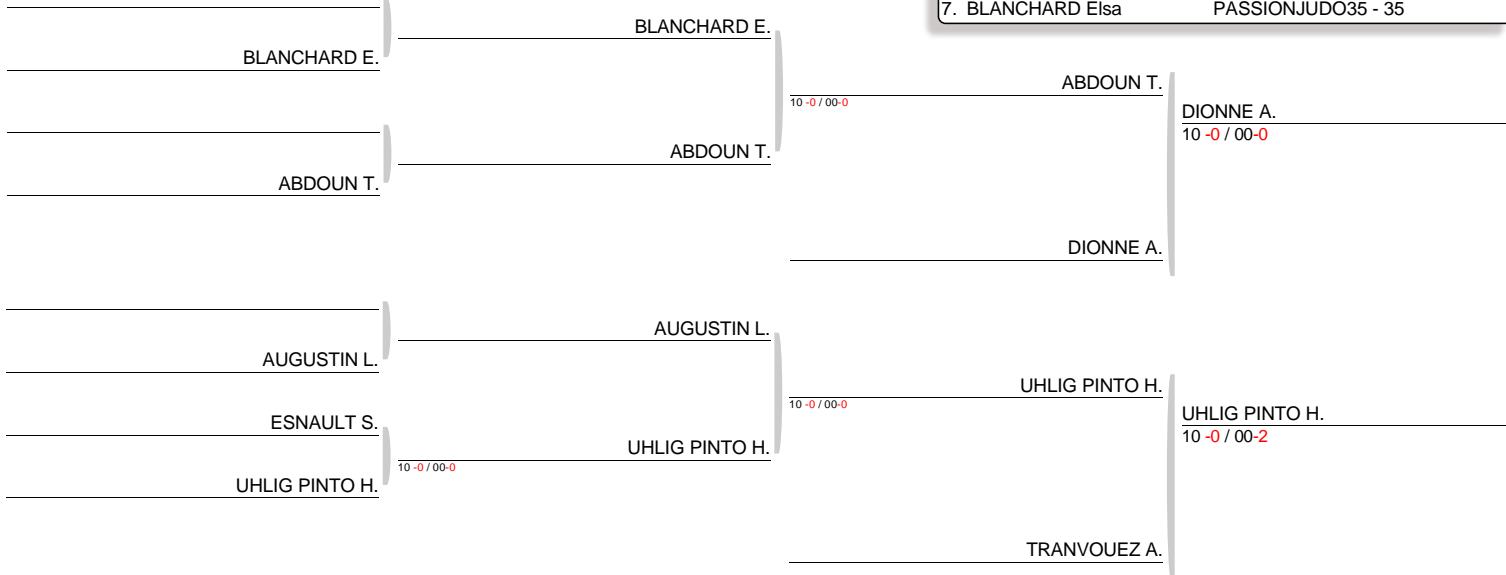 7. BLANCHARD Elsa PASSIONJUDO35 - 35
BLANCHARD E.
BLANCHARD E.
ABDOUN T.
10 -0 / 00-0
DIONNE A.
10 -0 / 00-0
ABDOUN T.
ABDOUN T.
DIONNE A.
AUGUSTIN L.
AUGUSTIN L.
UHLIG PINTO H.
10 -0 / 00-0
UHLIG PINTO H.
10 -0 / 00-2
ESNAULT S.
UHLIG PINTO H.
10 -0 / 00-0
UHLIG PINTO H.
TRANVOUEZ A.